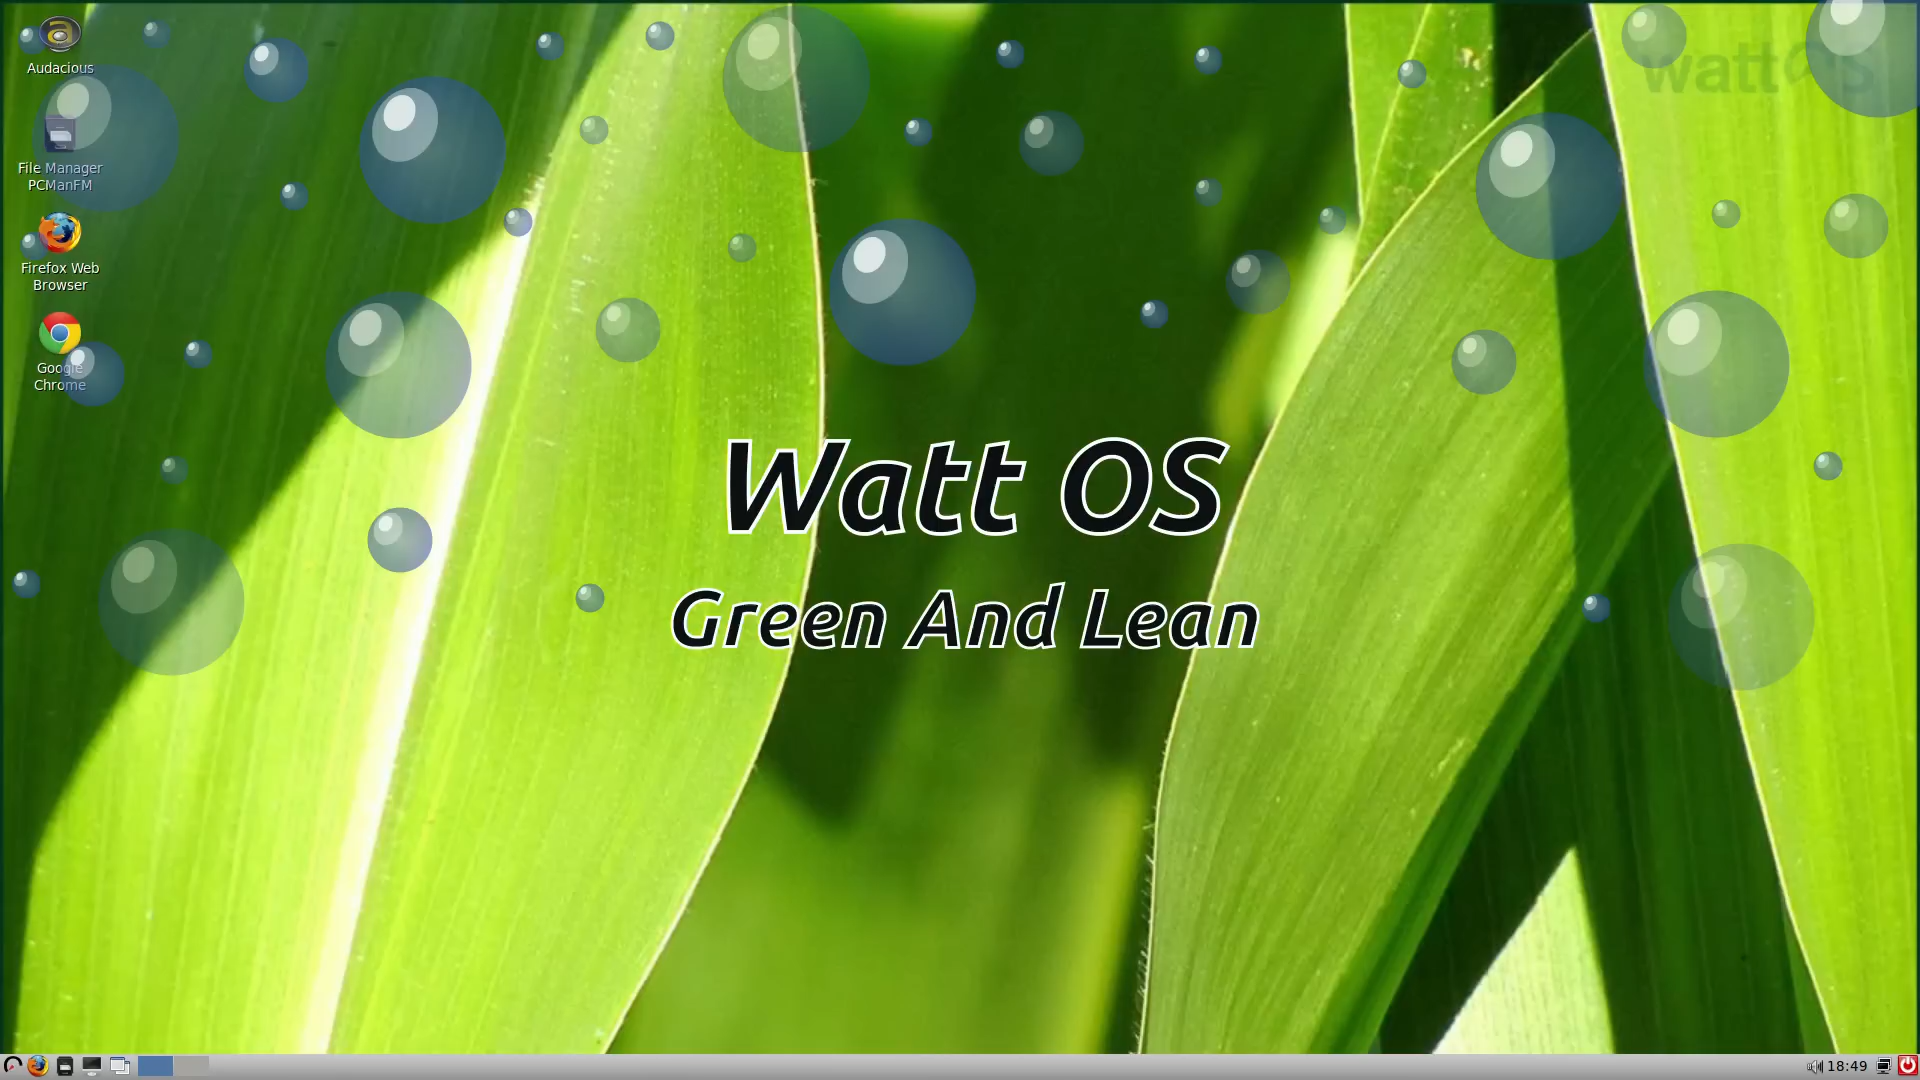 Audacious
File Manager
PCManFM
Firefox Web
Browser
Google
Chrome
wattOS
Watt OS
Green And Lean
18:49